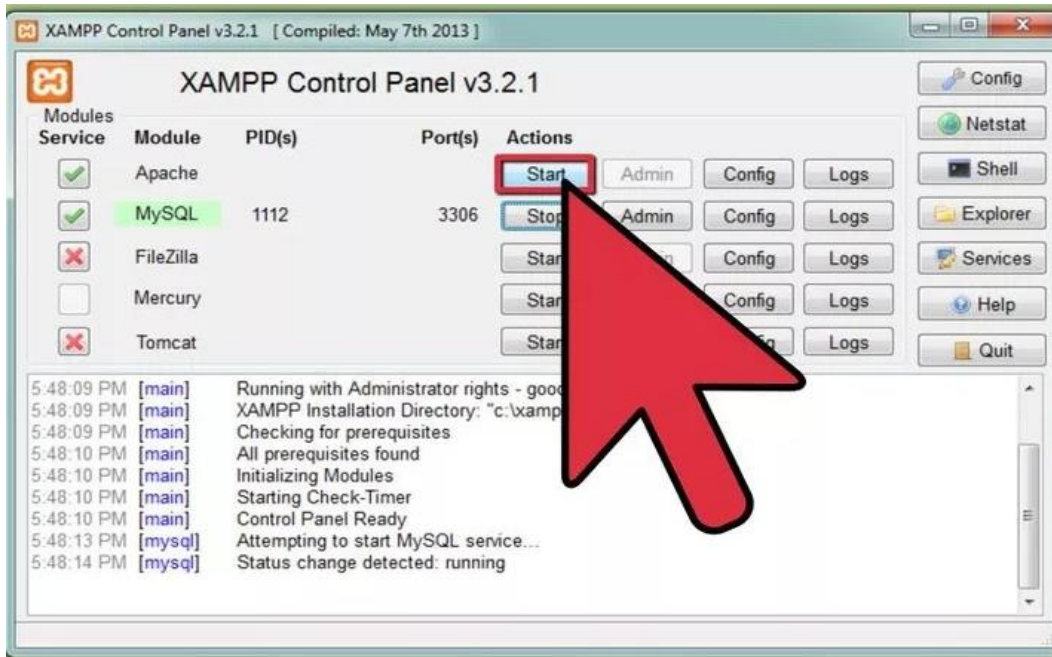 XAMPP Control Panel v3.2.1 [ Compiled: May 7th 2013 ]
XAMPP Control Panel v3.2.1
Config
Modules
Service Module PID(s) Port(s) Actions
Netstat
Apache Start Admin Config Logs
Shell
MySQL 1112 3306 Stop Admin Config Logs
Explorer
FileZilla Config Logs
Services
Mercury Config Logs
Help
Tomcat Logs
Quit
5:48:09 PM [main] Running with Administrator rights -
5:48:09 PM [main] XAMPP Installation Directory:
5:48:09 PM [main] Checking for prerequisites
5:48:10 PM [main] All prerequisites found
5:48:10 PM [main] Initializing Modules
5:48:10 PM [main] Starting Check-Timer
5:48:10 PM [main] Control Panel Ready
5:48:13 PM [mysql] Attempting to start MySQL service...
5:48:14 PM [mysql] Status change detected: running